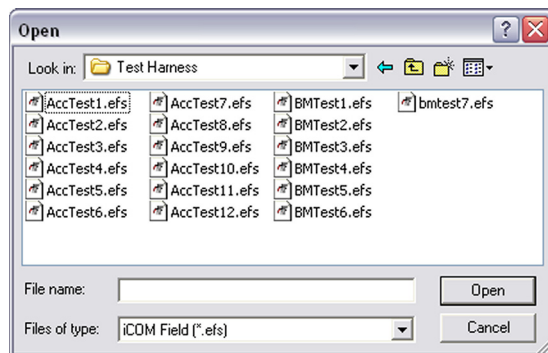 Open
Look in: Test Harness
AccTest1.efs AccTest7.efs BMTest1.efs bmtest7.efs
AccTest2.efs AccTest8.efs BMTest2.efs
AccTest3.efs AccTest9.efs BMTest3.efs
AccTest4.efs AccTest10.efs BMTest4.efs
AccTest5.efs AccTest11.efs BMTest5.efs
AccTest6.efs AccTest12.efs BMTest6.efs
File name: Open
Files of type: iCOM Field (*.efs) Cancel